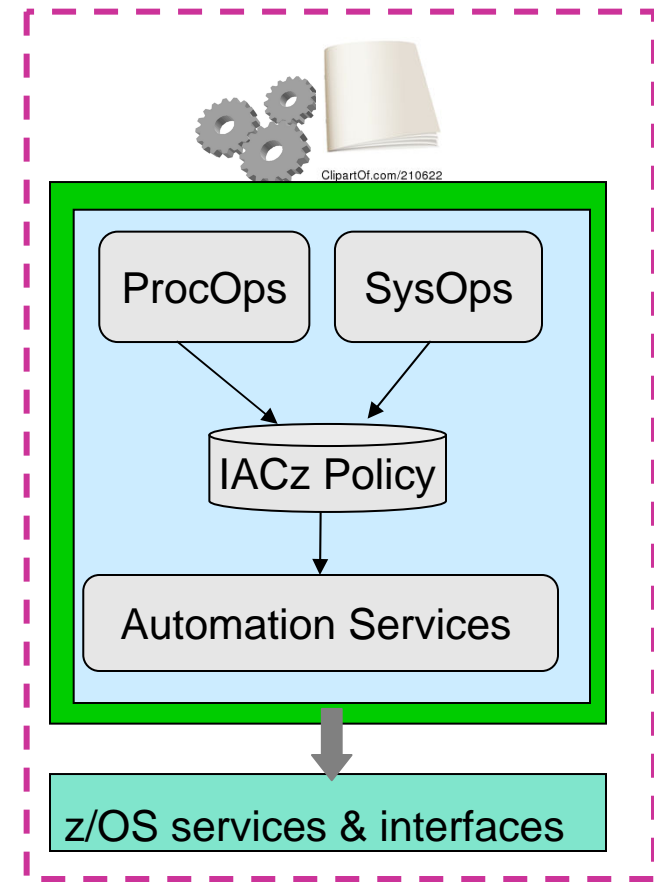 ClipartOf.com/210622
ProcOps
SysOps
IACz Policy
Automation Services
z/OS services & interfaces